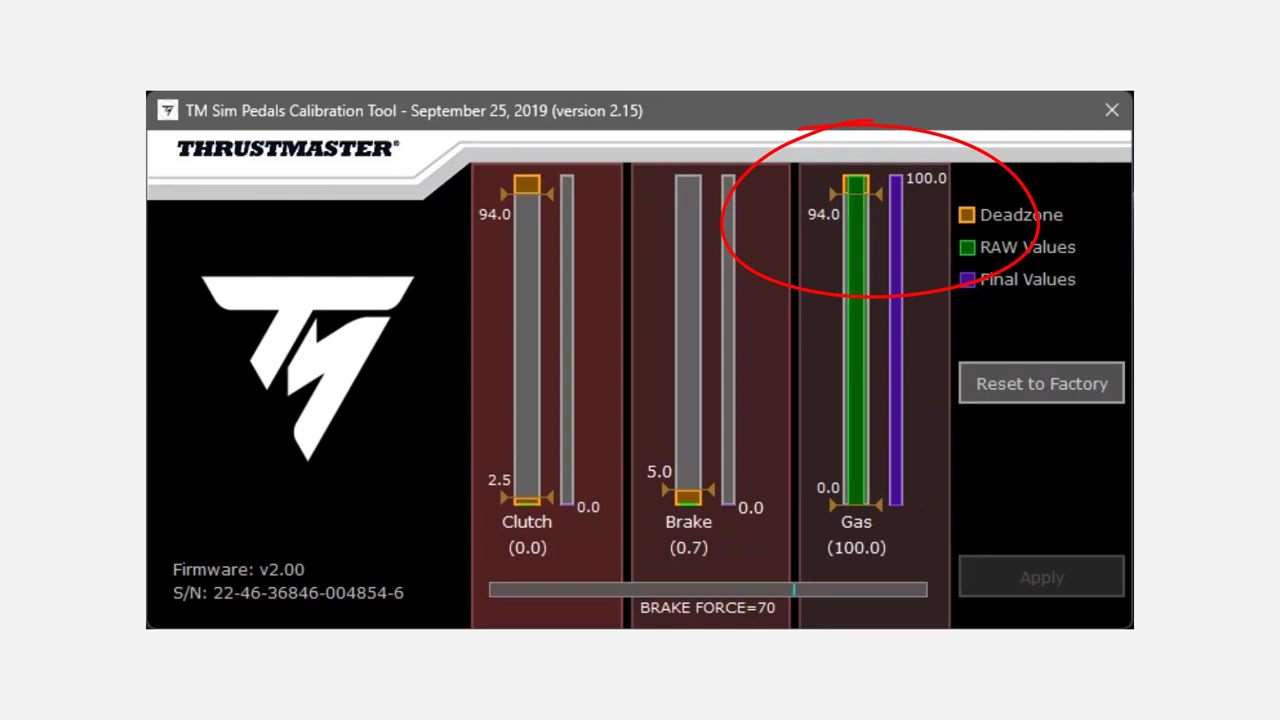 TM Sim Pedals Calibration Tool - September 25, 2019 (version 2.15)
THRUSTMASTER®
TM
94.0
2.5
0.0
Clutch
(0.0)
5.0
0.0
Brake
(0.7)
100.0
94.0
0.0
Gas
(100.0)
BRAKE FORCE=70
Deadzone
RAW Values
Final Values
Reset to Factory
Apply
Firmware: v2.00
S/N: 22-46-36846-004854-6